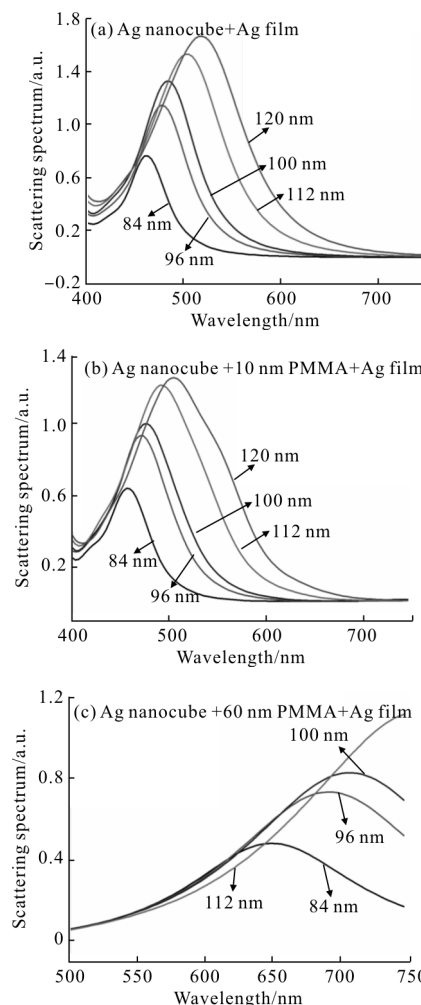 (a) Ag nanocube+Ag film
Scattering spectrum/a.u.
1.8
1.4
1.0
0.6
0.2
−0.2
120 nm
100 nm
112 nm
84 nm
96 nm
400 500 600 700
Wavelength/nm
(b) Ag nanocube +10 nm PMMA+Ag film
Scattering spectrum/a.u.
1.4
1.0
0.6
0.2
120 nm
100 nm
112 nm
84 nm
96 nm
400 500 600 700
Wavelength/nm
(c) Ag nanocube +60 nm PMMA+Ag film
Scattering spectrum/a.u.
1.2
0.8
0.4
0
100 nm
96 nm
112 nm
84 nm
500 550 600 650 700 750
Wavelength/nm